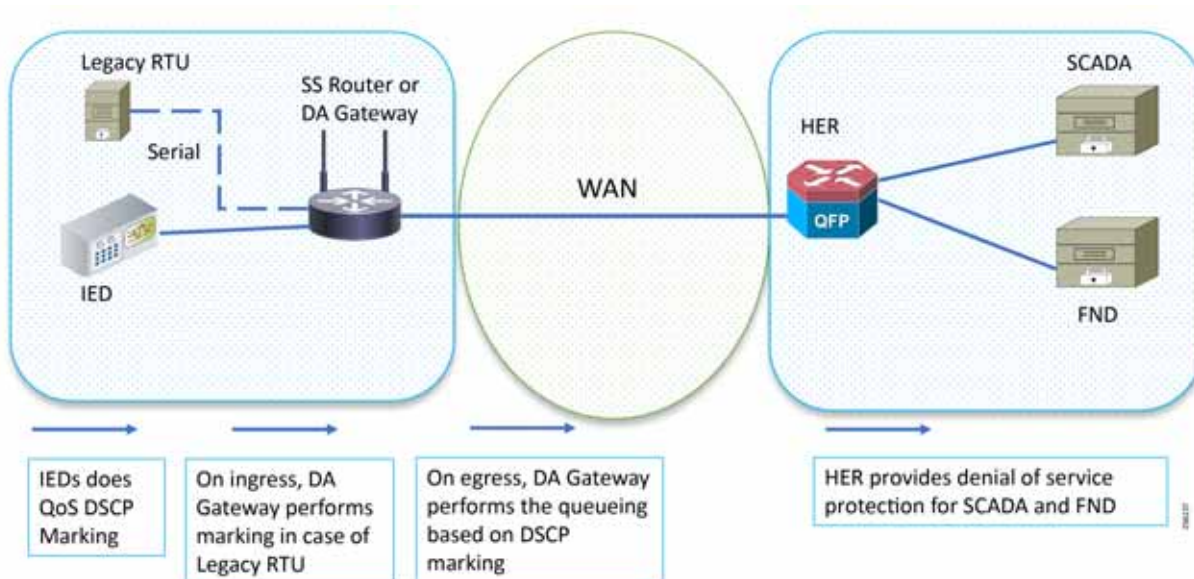 Legacy RTU
SS Router or
DA Gateway
Serial
IED
WAN
HER
QFP
SCADA
FND
IEDs does
QoS DSCP
Marking
On ingress, DA
Gateway performs
marking in case of
Legacy RTU
On egress, DA Gateway
performs the queueing
based on DSCP
marking
HER provides denial of service
protection for SCADA and FND